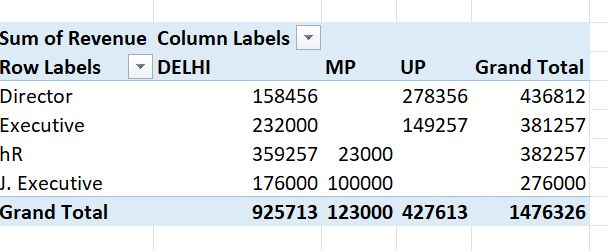 Sum of Revenue Column Labels
Row Labels DELHI MP UP Grand Total
Director 158456 278356 436812
Executive 232000 149257 381257
hR 359257 23000 382257
J. Executive 176000 100000 276000
Grand Total 925713 123000 427613 1476326